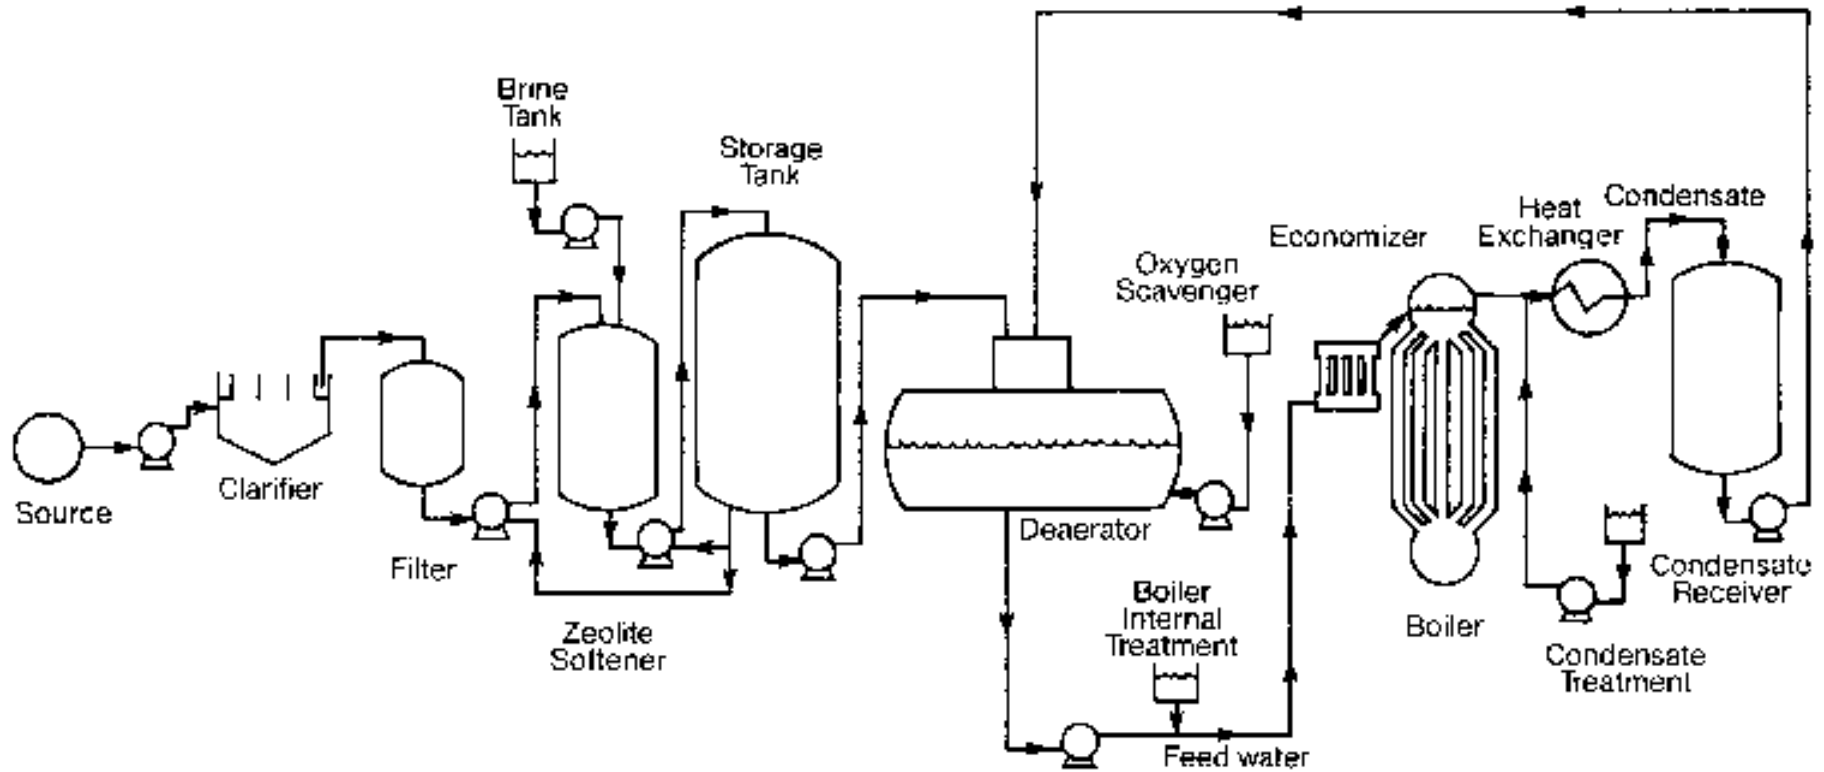 Brine
Tank
Storage
Tank
Condensate
Heat
Exchanger
Economizer
Oxygen
Scavenger
Clarifier
Source
Deaerator
Filter
Condensate
Receiver
Boiler
Internal
Treatment
Boiler
Zeolite
Softener
Condensate
Treatment
Feed water